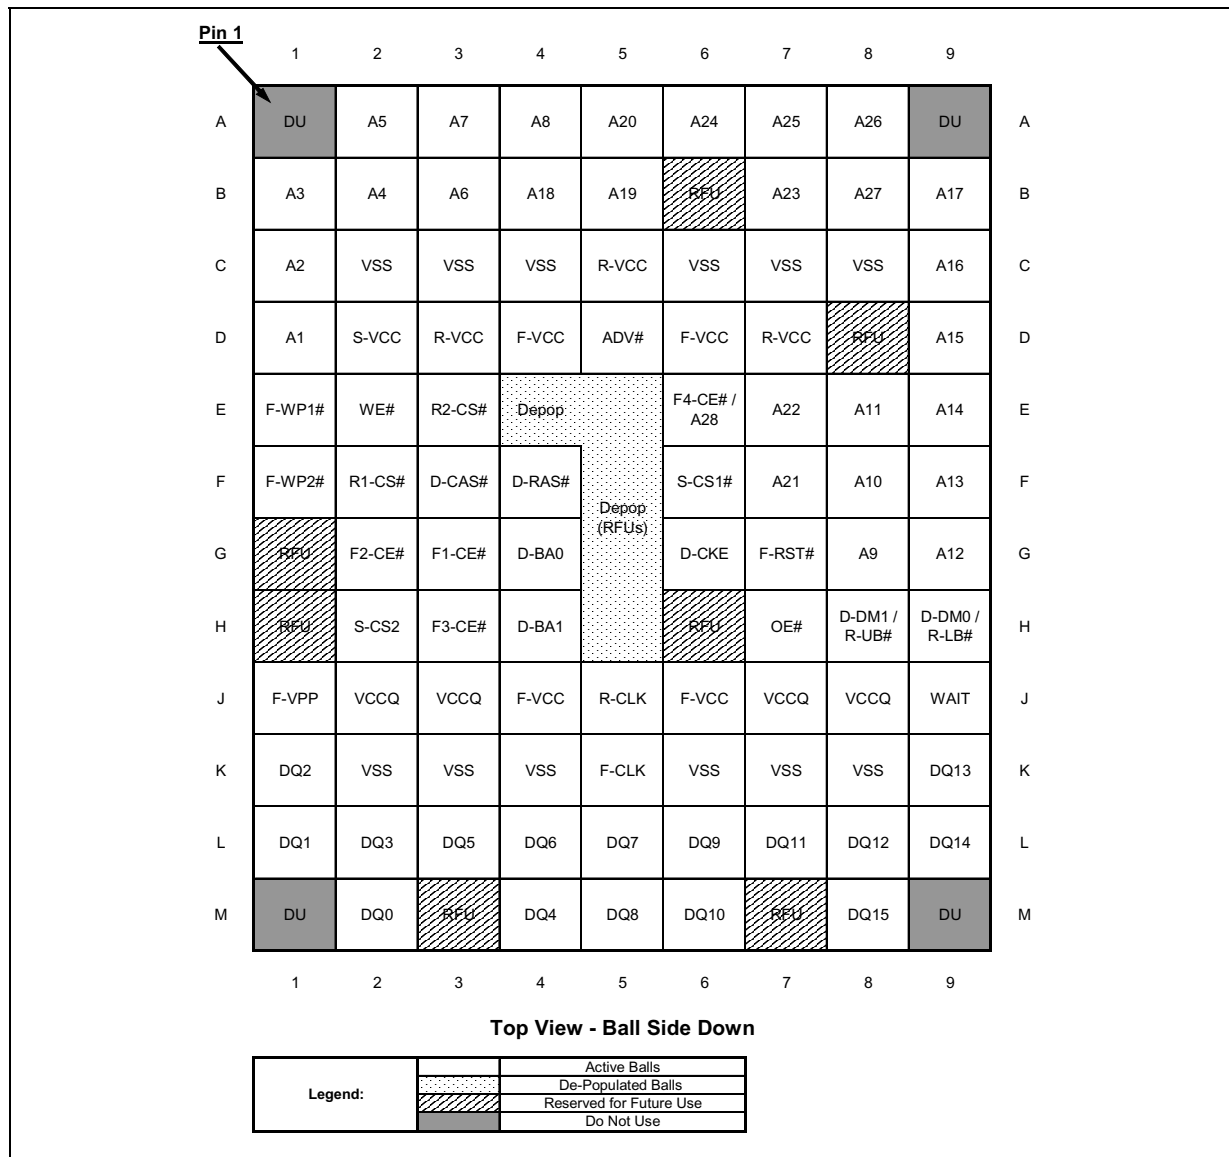 Pin 1
1 2 3 4 5 6 7 8 9
A DU A5 A7 A8 A20 A24 A25 A26 DU A
B A3 A4 A6 A18 A19 RFU A23 A27 A17 B
C A2 VSS VSS VSS R-VCC VSS VSS VSS A16 C
D A1 S-VCC R-VCC F-VCC ADV# F-VCC R-VCC RFU A15 D
E F-WP1# WE# R2-CS# Depop F4-CE# / A28 A22 A11 A14 E
F F-WP2# R1-CS# D-CAS# D-RAS# S-CS1# A21 A10 A13 F
Depop
(RFUs)
G RFU F2-CE# F1-CE# D-BA0 D-CKE F-RST# A9 A12 G
H RFU S-CS2 F3-CE# D-BA1 RFU OE# D-DM1 / R-UB# D-DM0 / R-LB# H
J F-VPP VCCQ VCCQ F-VCC R-CLK F-VCC VCCQ VCCQ WAIT J
K DQ2 VSS VSS VSS F-CLK VSS VSS VSS DQ13 K
L DQ1 DQ3 DQ5 DQ6 DQ7 DQ9 DQ11 DQ12 DQ14 L
M DU DQ0 RFU DQ4 DQ8 DQ10 RFU DQ15 DU M
1 2 3 4 5 6 7 8 9
Top View - Ball Side Down
Legend:
Active Balls
De-Populated Balls
Reserved for Future Use
Do Not Use